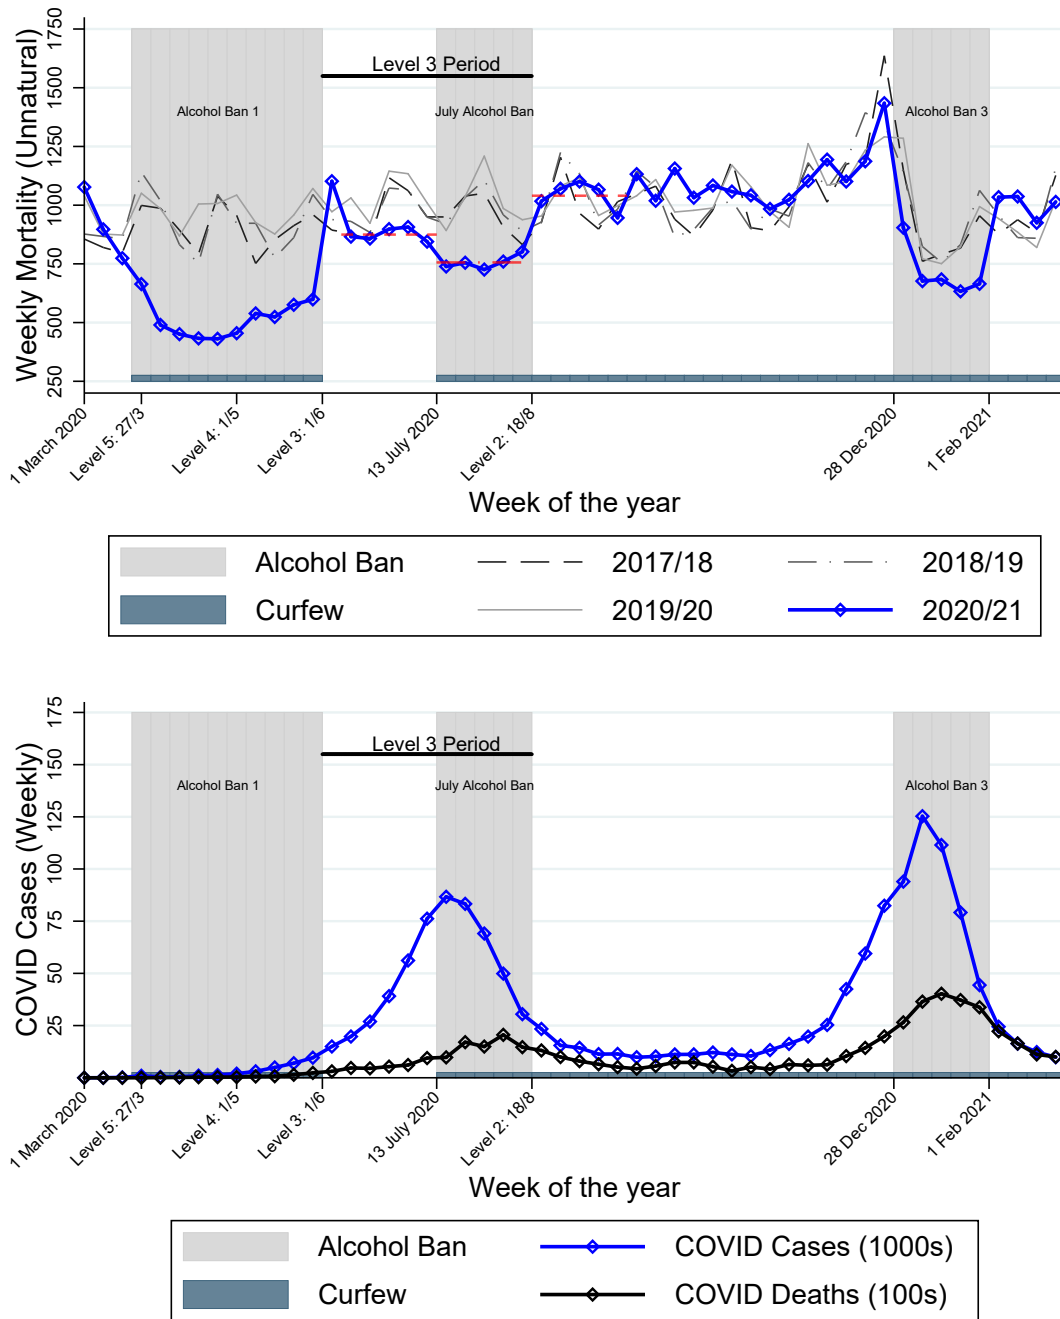 Weekly Mortality (Unnatural)
1750
1500
1250
1000
750
500
250
Level 3 Period
Alcohol Ban 1
July Alcohol Ban
Alcohol Ban 3
1 March 2020
Level 5: 27/3
Level 4: 1/5
Level 3: 1/6
13 July 2020
Level 2: 18/8
28 Dec 2020
1 Feb 2021
Week of the year
Alcohol Ban
2017/18
2018/19
Curfew
2019/20
2020/21
COVID Cases (Weekly)
175
150
125
100
75
50
25
Level 3 Period
Alcohol Ban 1
July Alcohol Ban
Alcohol Ban 3
1 March 2020
Level 5: 27/3
Level 4: 1/5
Level 3: 1/6
13 July 2020
Level 2: 18/8
28 Dec 2020
1 Feb 2021
Week of the year
Alcohol Ban
COVID Cases (1000s)
Curfew
COVID Deaths (100s)